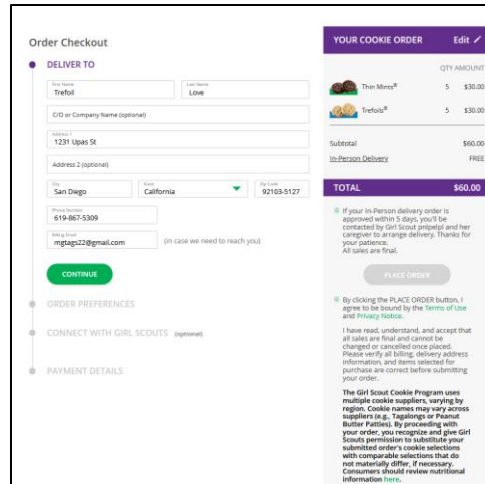 Order Checkout
DELIVER TO
First Name
Trefoil
Last Name
Love
C/O or Company Name (optional)
Address 1
1231 Upas St
Address 2 (optional)
City
San Diego
State
California
Zip Code
92103-5127
Phone Number
619-867-5309
Billing Email
mgtags22@gmail.com
(in case we need to reach you)
CONTINUE
ORDER PREFERENCES
CONNECT WITH GIRL SCOUTS (optional)
PAYMENT DETAILS
YOUR COOKIE ORDER Edit
QTY AMOUNT
Thin Mints® 5 $30.00
Trefoils® 5 $30.00
Subtotal $60.00
In-Person Delivery FREE
TOTAL $60.00
If your In-Person delivery order is
approved within 5 days, you'll be
contacted by Girl Scout pnlpelpl and her
caregiver to arrange delivery. Thanks for
your patience.
All sales are final.
PLACE ORDER
By clicking the PLACE ORDER button, I
agree to be bound by the Terms of Use
and Privacy Notice.
I have read, understand, and accept that
all sales are final and cannot be
changed or cancelled once placed.
Please verify all billing, delivery address
information, and items selected for
purchase are correct before submitting
your order.
The Girl Scout Cookie Program uses
multiple cookie suppliers, varying by
region. Cookie names may vary across
suppliers (e.g., Tagalongs or Peanut
Butter Patties). By proceeding with
your order, you recognize and give Girl
Scouts permission to substitute your
submitted order's cookie selections
with comparable selections that do
not materially differ, if necessary.
Consumers should review nutritional
information here.